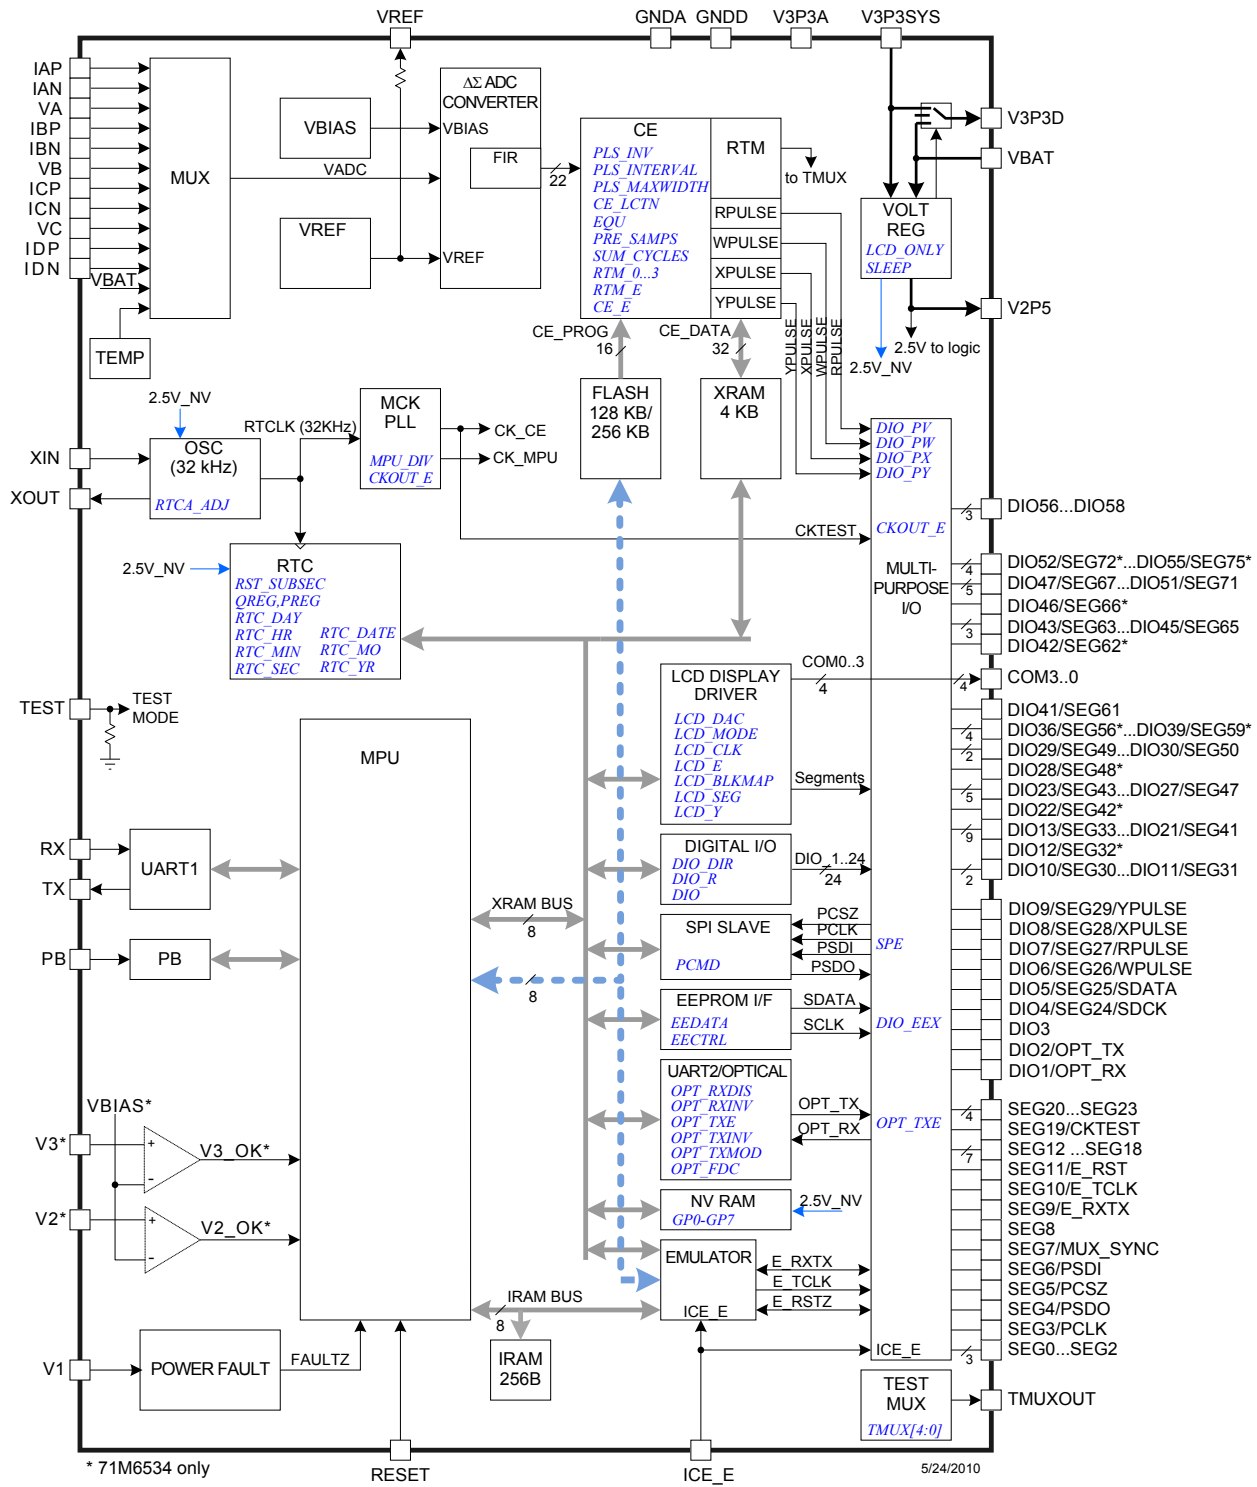 VREF
GNDA GNDD V3P3A V3P3SYS
IAP
IAN
VA
IBP
IBN
VB
ICP
ICN
VC
IDP
IDN
VBAT
MUX
TEMP
VBIAS
VREF
VADC
ΔΣ ADC
CONVERTER
VBIAS
FIR
VREF
22
CE
PLS_INV
PLS_INTERVAL
PLS_MAXWIDTH
CE_LCTN
EQU
PRE_SAMPS
SUM_CYCLES
RTM_0...3
RTM_E
CE_E
RTM
to TMUX
RPULSE
WPULSE
XPULSE
YPULSE
V3P3D
VBAT
VOLT
REG
LCD_ONLY
SLEEP
V2P5
2.5V to logic
2.5V_NV
CE_PROG
16
CE_DATA
32
YPULSE
XPULSE
WPULSE
RPULSE
FLASH
128 KB/
256 KB
XRAM
4 KB
2.5V_NV
XIN
XOUT
OSC
(32 kHz)
RTCA_ADJ
RTCLK (32KHz)
MCK
PLL
MPU_DIV
CKOUT_E
CK_CE
CK_MPU
DIO_PV
DIO_PW
DIO_PX
DIO_PY
CKTEST
CKOUT_E
MULTI-
PURPOSE
I/O
2.5V_NV
RTC
RST_SUBSEC
QREG,PREG
RTC_DAY
RTC_HR RTC_DATE
RTC_MIN RTC_MO
RTC_SEC RTC_YR
3
DIO56...DIO58
4
DIO52/SEG72*...DIO55/SEG75*
5
DIO47/SEG67...DIO51/SEG71
DIO46/SEG66*
3
DIO43/SEG63...DIO45/SEG65
DIO42/SEG62*
TEST
TEST
MODE
MPU
LCD DISPLAY
DRIVER
LCD_DAC
LCD_MODE
LCD_CLK
LCD_E
LCD_BLKMAP
LCD_SEG
LCD_Y
COM0..3
4
4
COM3..0
Segments
DIO41/SEG61
4
DIO36/SEG56*...DIO39/SEG59*
2
DIO29/SEG49...DIO30/SEG50
DIO28/SEG48*
5
DIO23/SEG43...DIO27/SEG47
DIO22/SEG42*
9
DIO13/SEG33...DIO21/SEG41
DIO12/SEG32*
2
DIO10/SEG30...DIO11/SEG31
RX
TX
UART1
DIGITAL I/O
DIO_DIR
DIO_R
DIO
DIO_1..24
24
PB
PB
XRAM BUS
8
8
SPI SLAVE
PCMD
PCSZ
PCLK
PSDI
PSDO
SPE
DIO9/SEG29/YPULSE
DIO8/SEG28/XPULSE
DIO7/SEG27/RPULSE
DIO6/SEG26/WPULSE
DIO5/SEG25/SDATA
DIO4/SEG24/SDCK
DIO3
DIO2/OPT_TX
DIO1/OPT_RX
EEPROM I/F
EEDATA
EECTRL
SDATA
SCLK
DIO_EEX
UART2/OPTICAL
OPT_RXDIS
OPT_RXINV
OPT_TXE
OPT_TXINV
OPT_TXMOD
OPT_FDC
OPT_TX
OPT_RX
OPT_TXE
VBIAS*
V3*
+
-
V3_OK*
V2*
+
-
V2_OK*
NV RAM
GP0-GP7
2.5V_NV
EMULATOR
ICE_E
E_RXTX
E_TCLK
E_RSTZ
4
SEG20...SEG23
SEG19/CKTEST
7
SEG12 ...SEG18
SEG11/E_RST
SEG10/E_TCLK
SEG9/E_RXTX
SEG8
SEG7/MUX_SYNC
SEG6/PSDI
SEG5/PCSZ
SEG4/PSDO
SEG3/PCLK
ICE_E
3
SEG0...SEG2
IRAM BUS
8
IRAM
256B
V1
POWER FAULT
FAULTZ
TEST
MUX
TMUX[4:0]
TMUXOUT
* 71M6534 only
RESET
ICE_E
5/24/2010